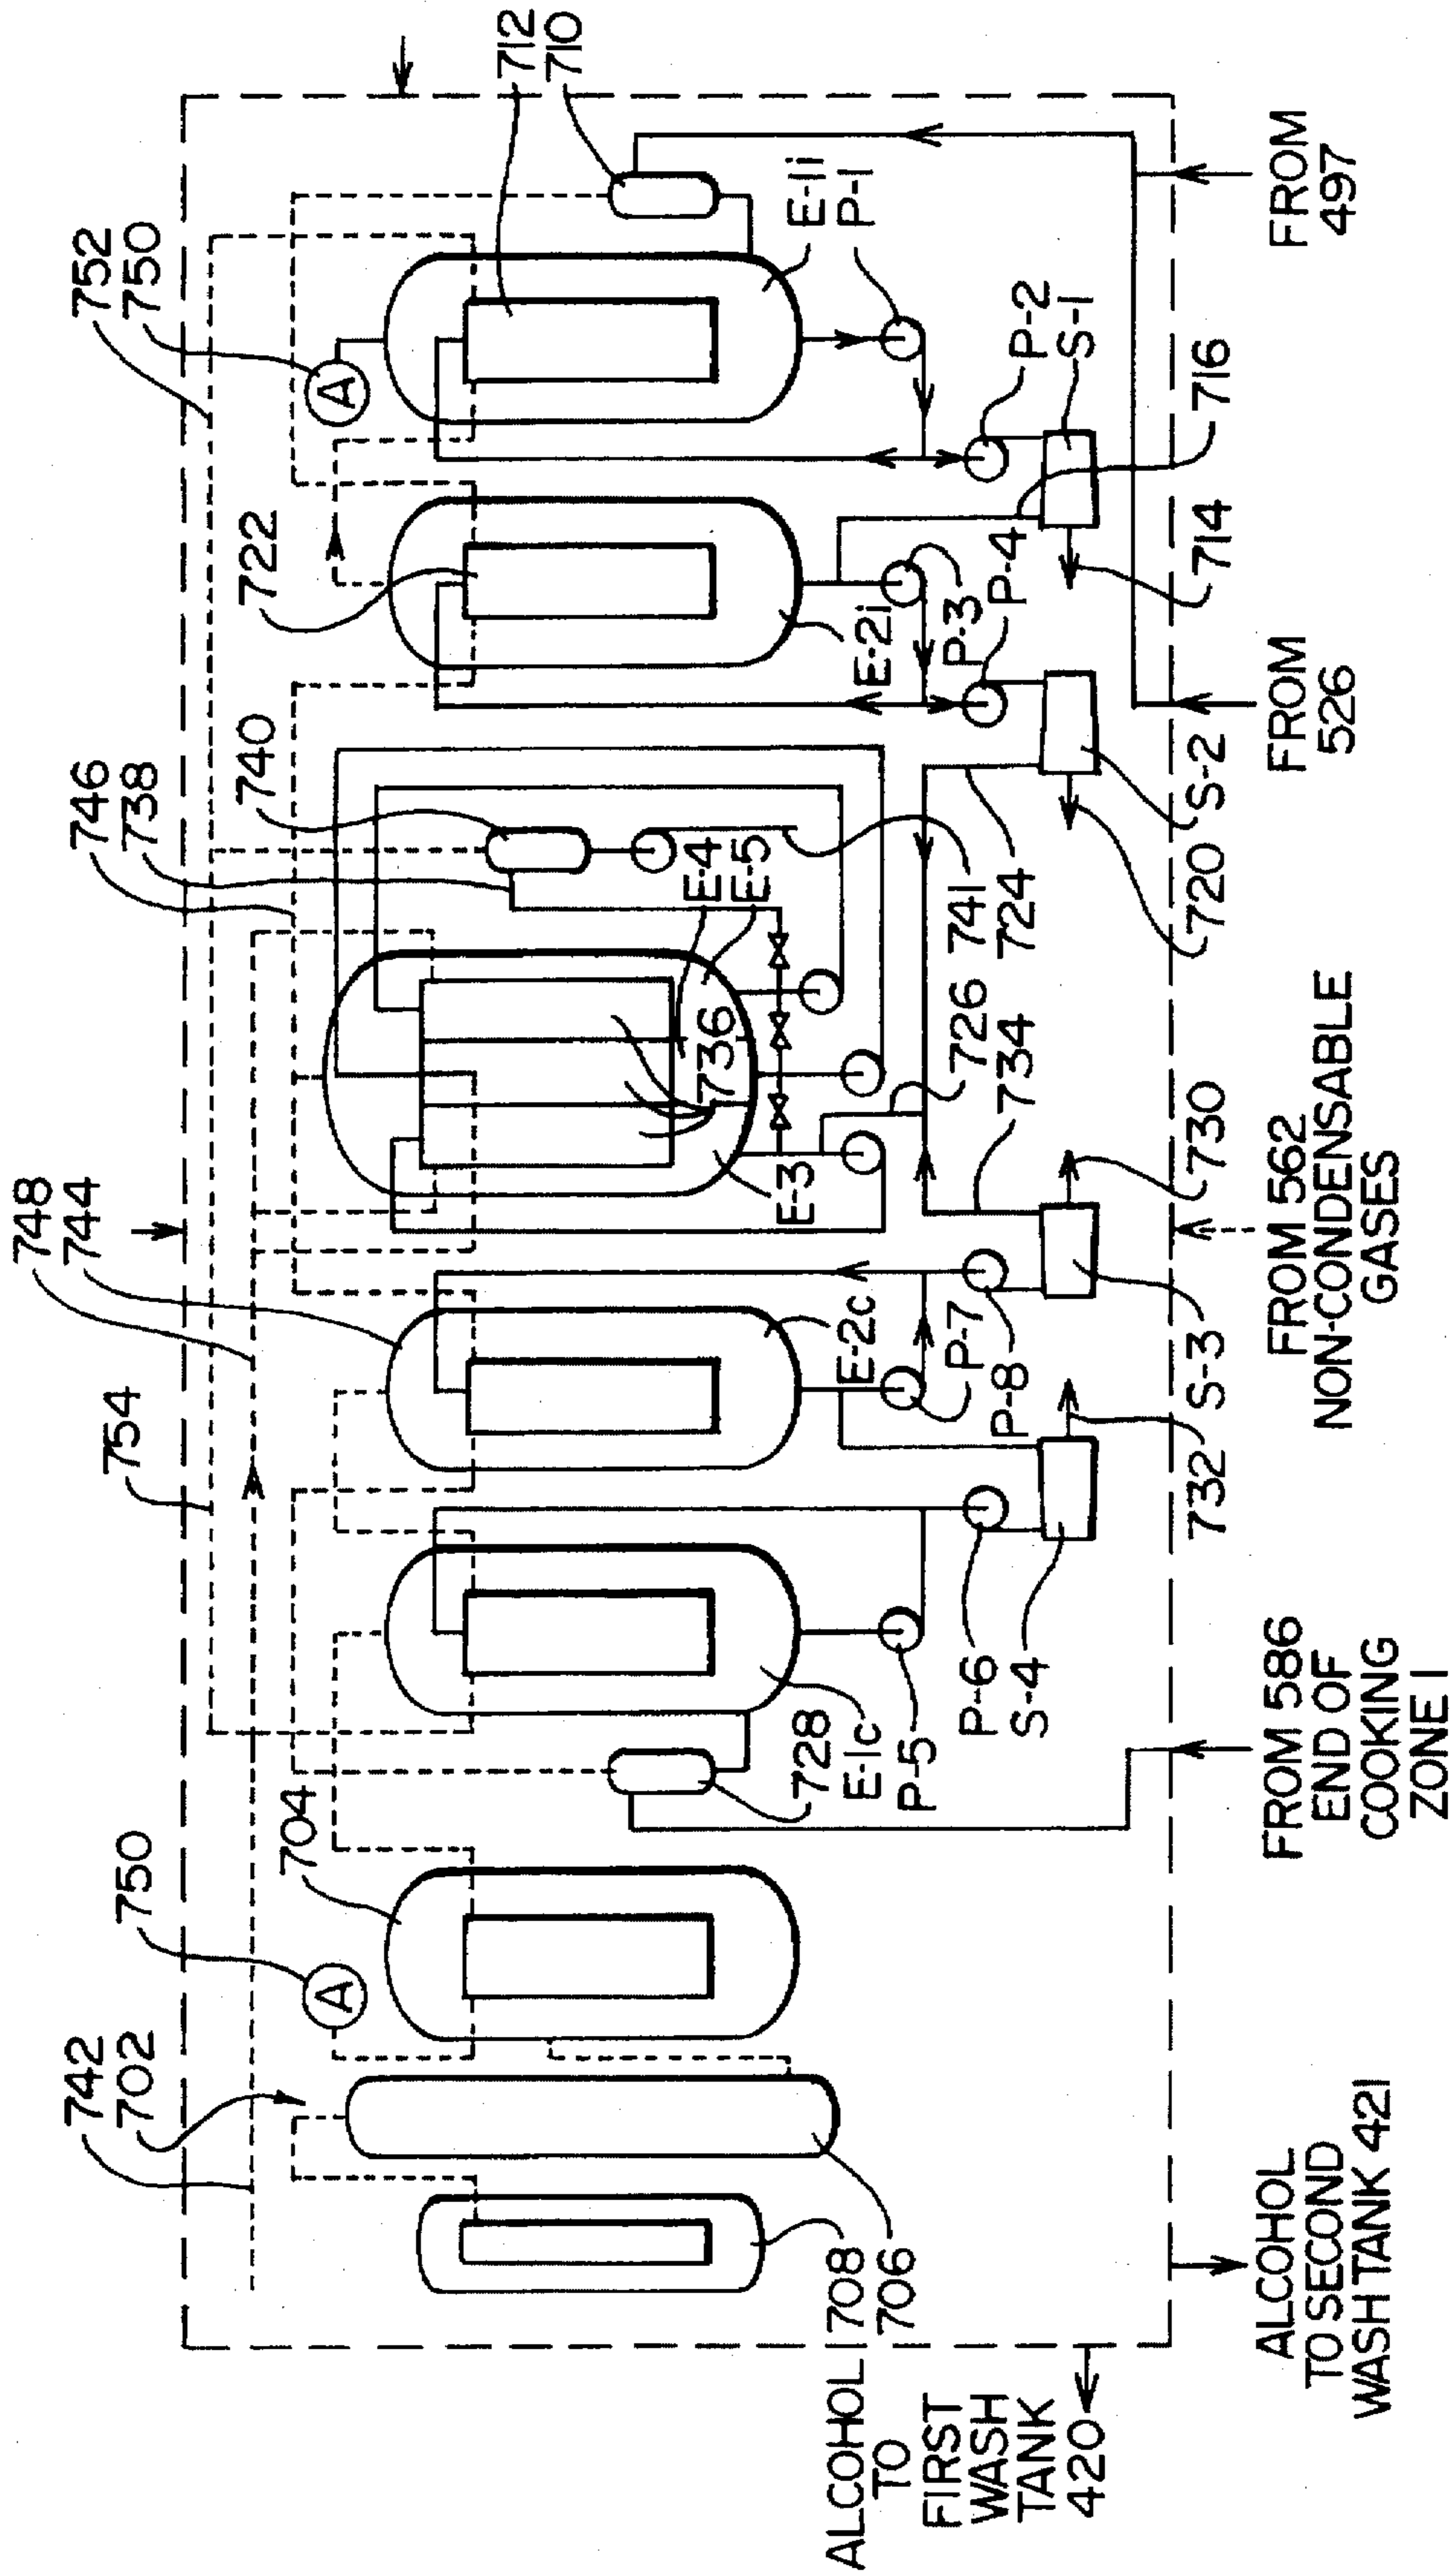 752
750
712
710
746
738
740
722
748
744
754
750
704
742
702
A
A
E-1i
P-1
P-2
S-1
716
714
E-2i
P-3
P-4
S-2
720
E-4
E-5
736
741
724
726
734
E-3
730
E-2c
P-7
P-8
S-3
732
P-6
S-4
728
E-1c
P-5
708
706
FROM
497
FROM
526
FROM 562
NON-CONDENSABLE
GASES
FROM 586
END OF
COOKING
ZONE 1
ALCOHOL
TO SECOND
WASH TANK 421
ALCOHOL
TO
FIRST
WASH
TANK
420